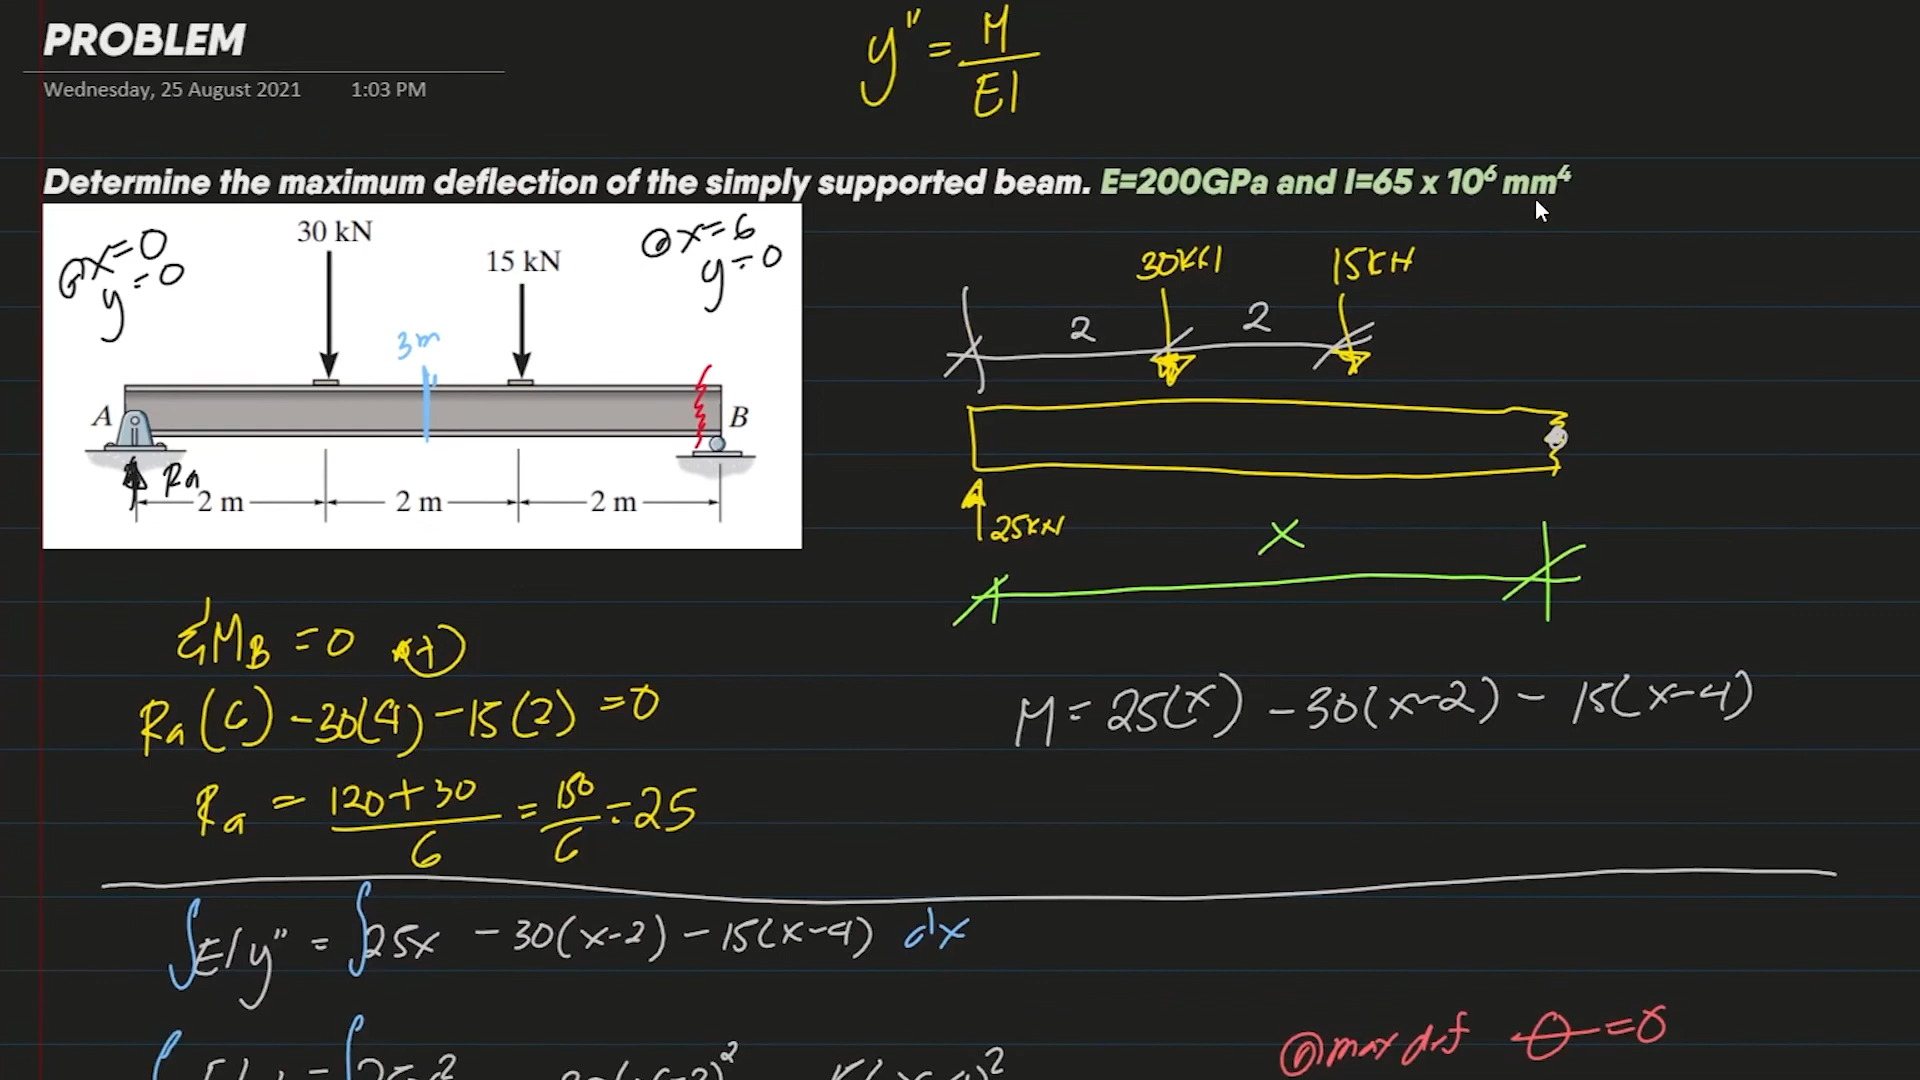 PROBLEM
Wednesday, 25 August 2021 1:03 PM
y" = M / EI
Determine the maximum deflection of the simply supported beam. E=200GPa and I=65 x 10⁶ mm⁴
@x=0
y=0
30 kN
15 kN
@x=6
y=0
3m
A
B
Ra
2 m
2 m
2 m
30kN
15kN
2
2
25kN
x
ΣM_B = 0 +
Ra(6) -30(4) -15(2) =0
Ra = 120+30 / 6 = 150 / 6 = 25
M = 25(x) -30(x-2) - 15(x-4)
∫EIy" = ∫25x - 30(x-2) - 15(x-4) dx
@max def θ=0